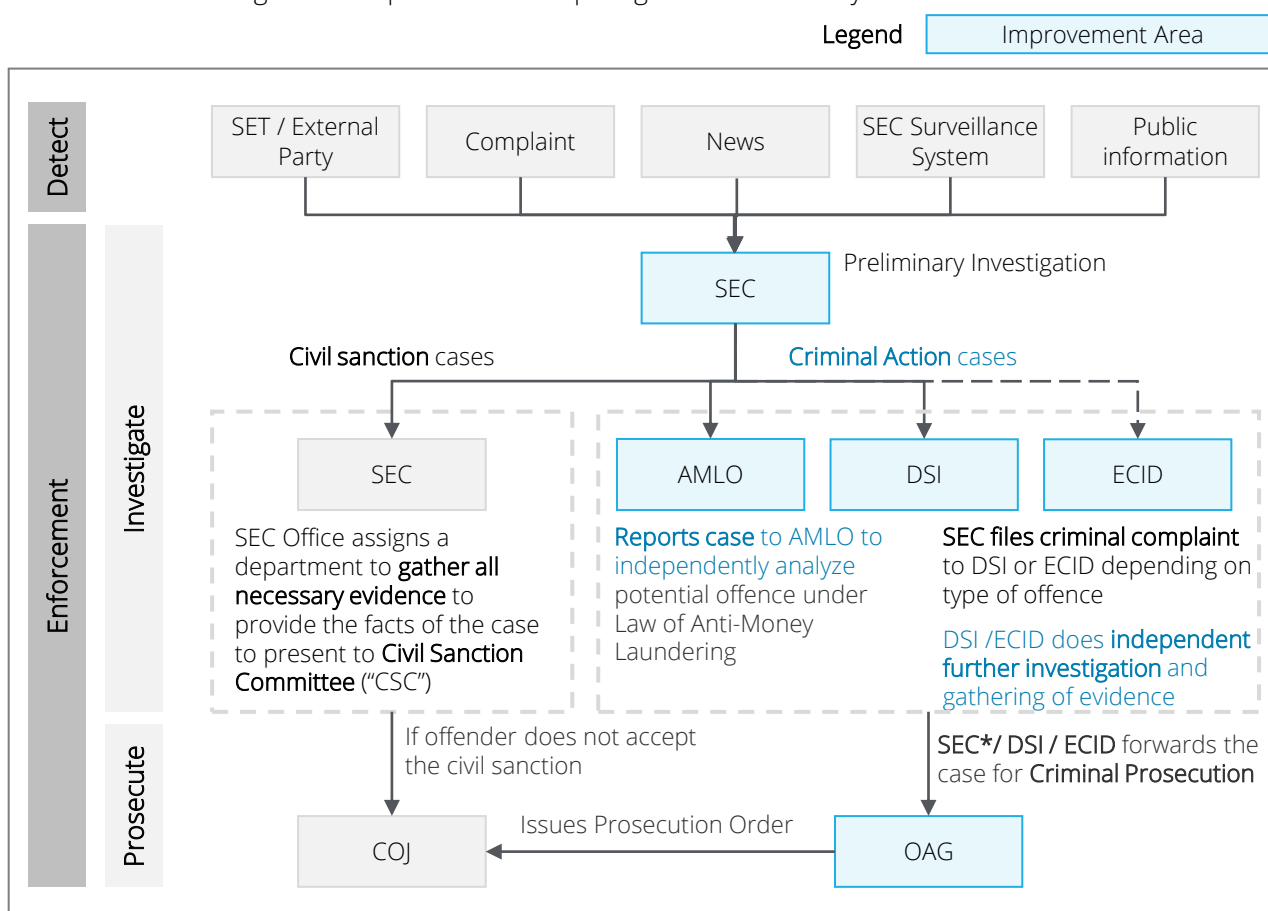 Legend
Improvement Area
Detect
SET / External
Party
Complaint
News
SEC Surveillance
System
Public
information
Enforcement
Investigate
SEC
Preliminary Investigation
Civil sanction cases
Criminal Action cases
SEC
AMLO
DSI
ECID
SEC Office assigns a
department to gather all
necessary evidence to
provide the facts of the case
to present to Civil Sanction
Committee (“CSC”)
Reports case to AMLO to
independently analyze
potential offence under
Law of Anti-Money
Laundering
SEC files criminal complaint
to DSI or ECID depending on
type of offence
DSI /ECID does independent
further investigation and
gathering of evidence
Prosecute
If offender does not accept
the civil sanction
SEC*/ DSI / ECID forwards the
case for Criminal Prosecution
COJ
Issues Prosecution Order
OAG